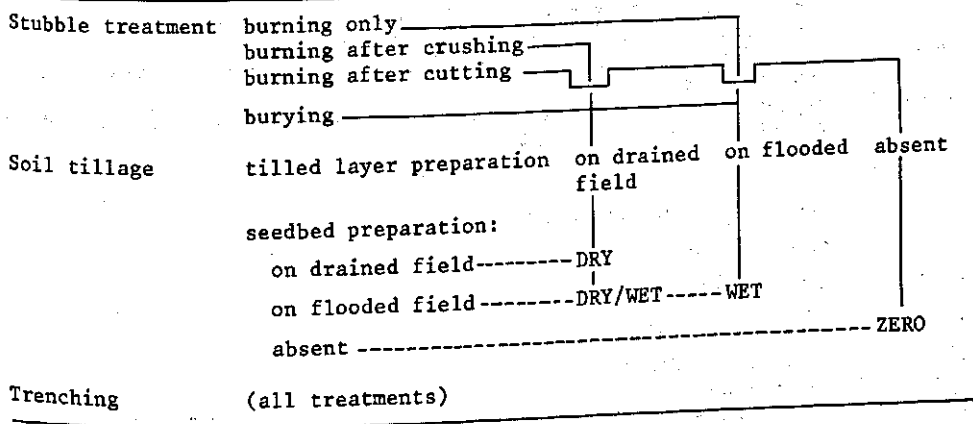 Stubble treatment burning only
burning after crushing
burning after cutting
burying
Soil tillage tilled layer preparation on drained on flooded absent
field
seedbed preparation:
on drained field---------DRY
on flooded field--------DRY/WET-----WET
absent ---------------------------------ZERO
Trenching (all treatments)